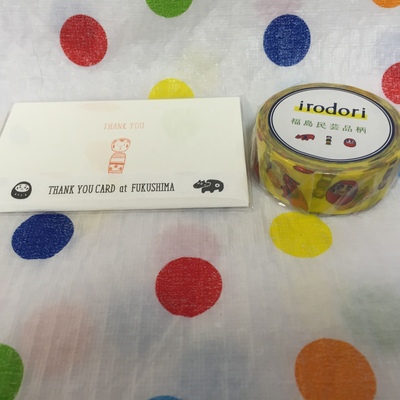 THANK YOU
THANK YOU CARD at FUKUSHIMA
irodori
福島民芸品柄